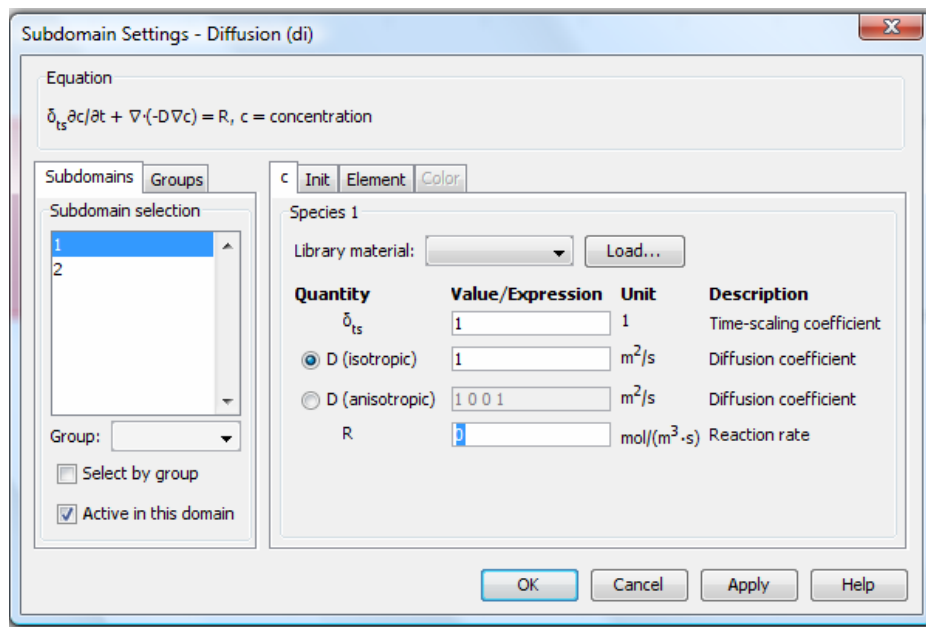 Subdomain Settings - Diffusion (di)
Equation
δts∂c/∂t + ∇·(-D∇c) = R, c = concentration
Subdomains Groups
Subdomain selection
1
2
Group:
Select by group
Active in this domain
c Init Element Color
Species 1
Library material: Load...
Quantity Value/Expression Unit Description
δts 1 1 Time-scaling coefficient
D (isotropic) 1 m²/s Diffusion coefficient
D (anisotropic) 1 0 0 1 m²/s Diffusion coefficient
R 0 mol/(m³·s) Reaction rate
OK Cancel Apply Help